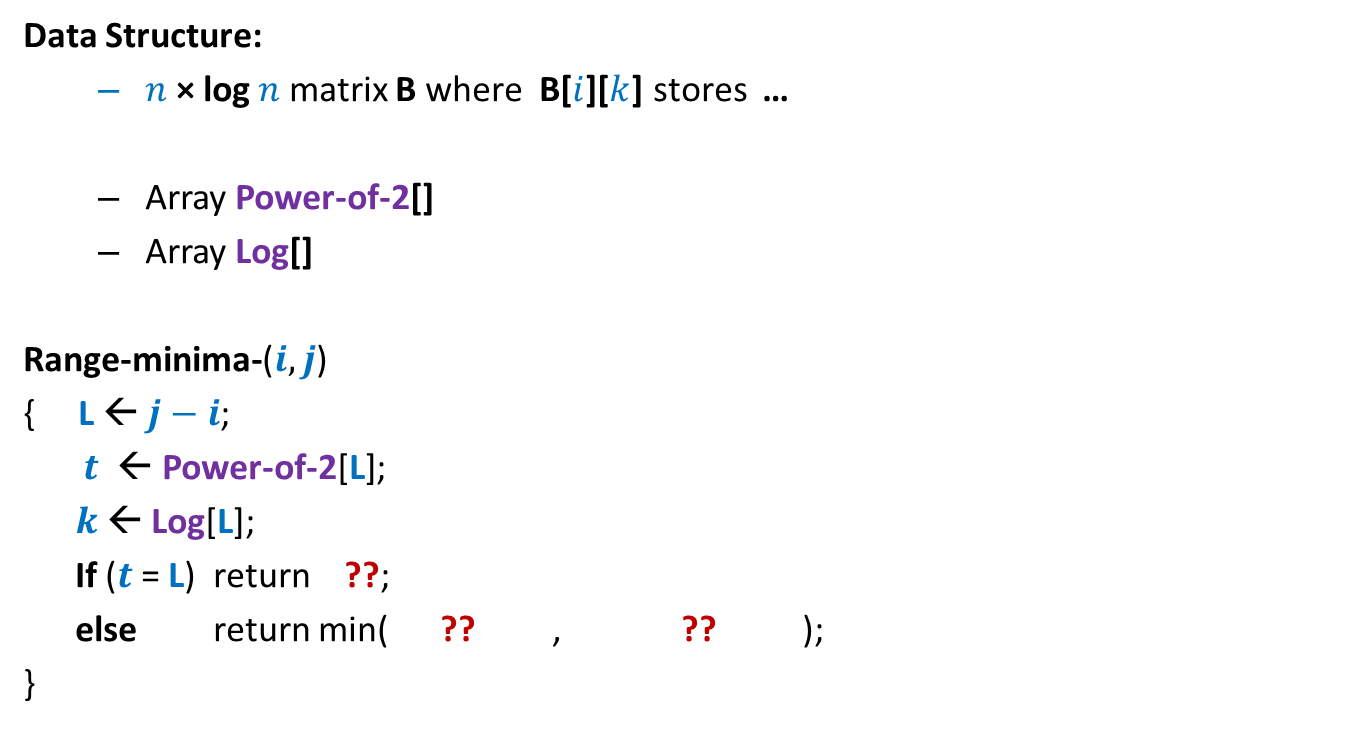 Data Structure:
– n × log n matrix B where B[i][k] stores ...
– Array Power-of-2[]
– Array Log[]
Range-minima-(i, j)
{ L ← j − i;
t ← Power-of-2[L];
k ← Log[L];
If (t = L) return ??;
else return min( ?? , ?? );
}